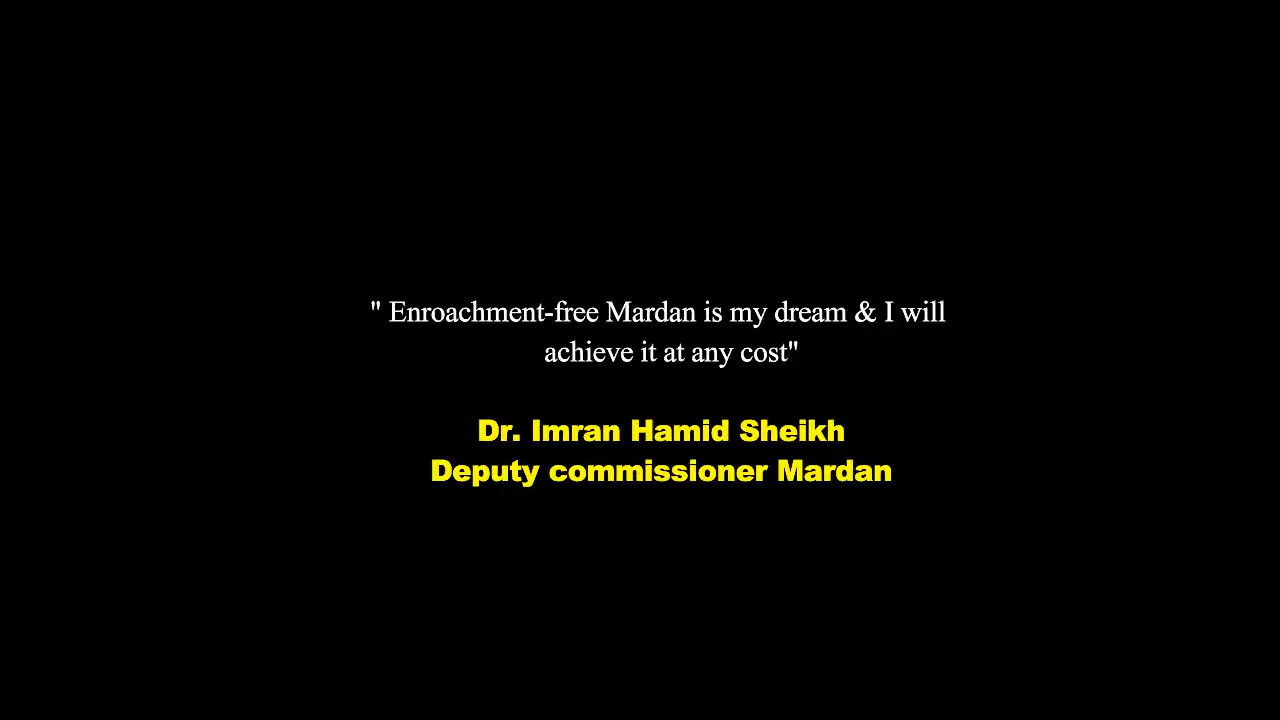 " Enroachment-free Mardan is my dream & I will
achieve it at any cost"
Dr. Imran Hamid Sheikh
Deputy commissioner Mardan